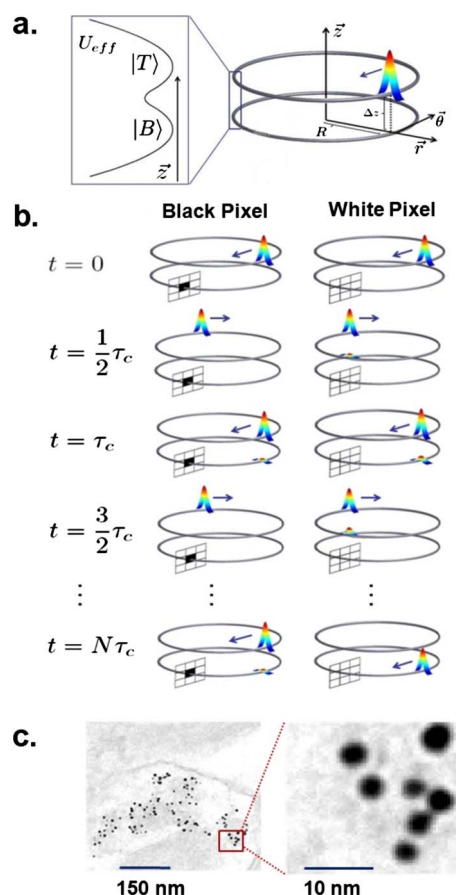 a.
U_eff
|T⟩
|B⟩
z⃗
z⃗
Δz
R
θ⃗
r⃗
b.
Black Pixel White Pixel
t = 0
t = 1/2 τ_c
t = τ_c
t = 3/2 τ_c
⋮ ⋮ ⋮
t = Nτ_c
c.
150 nm 10 nm